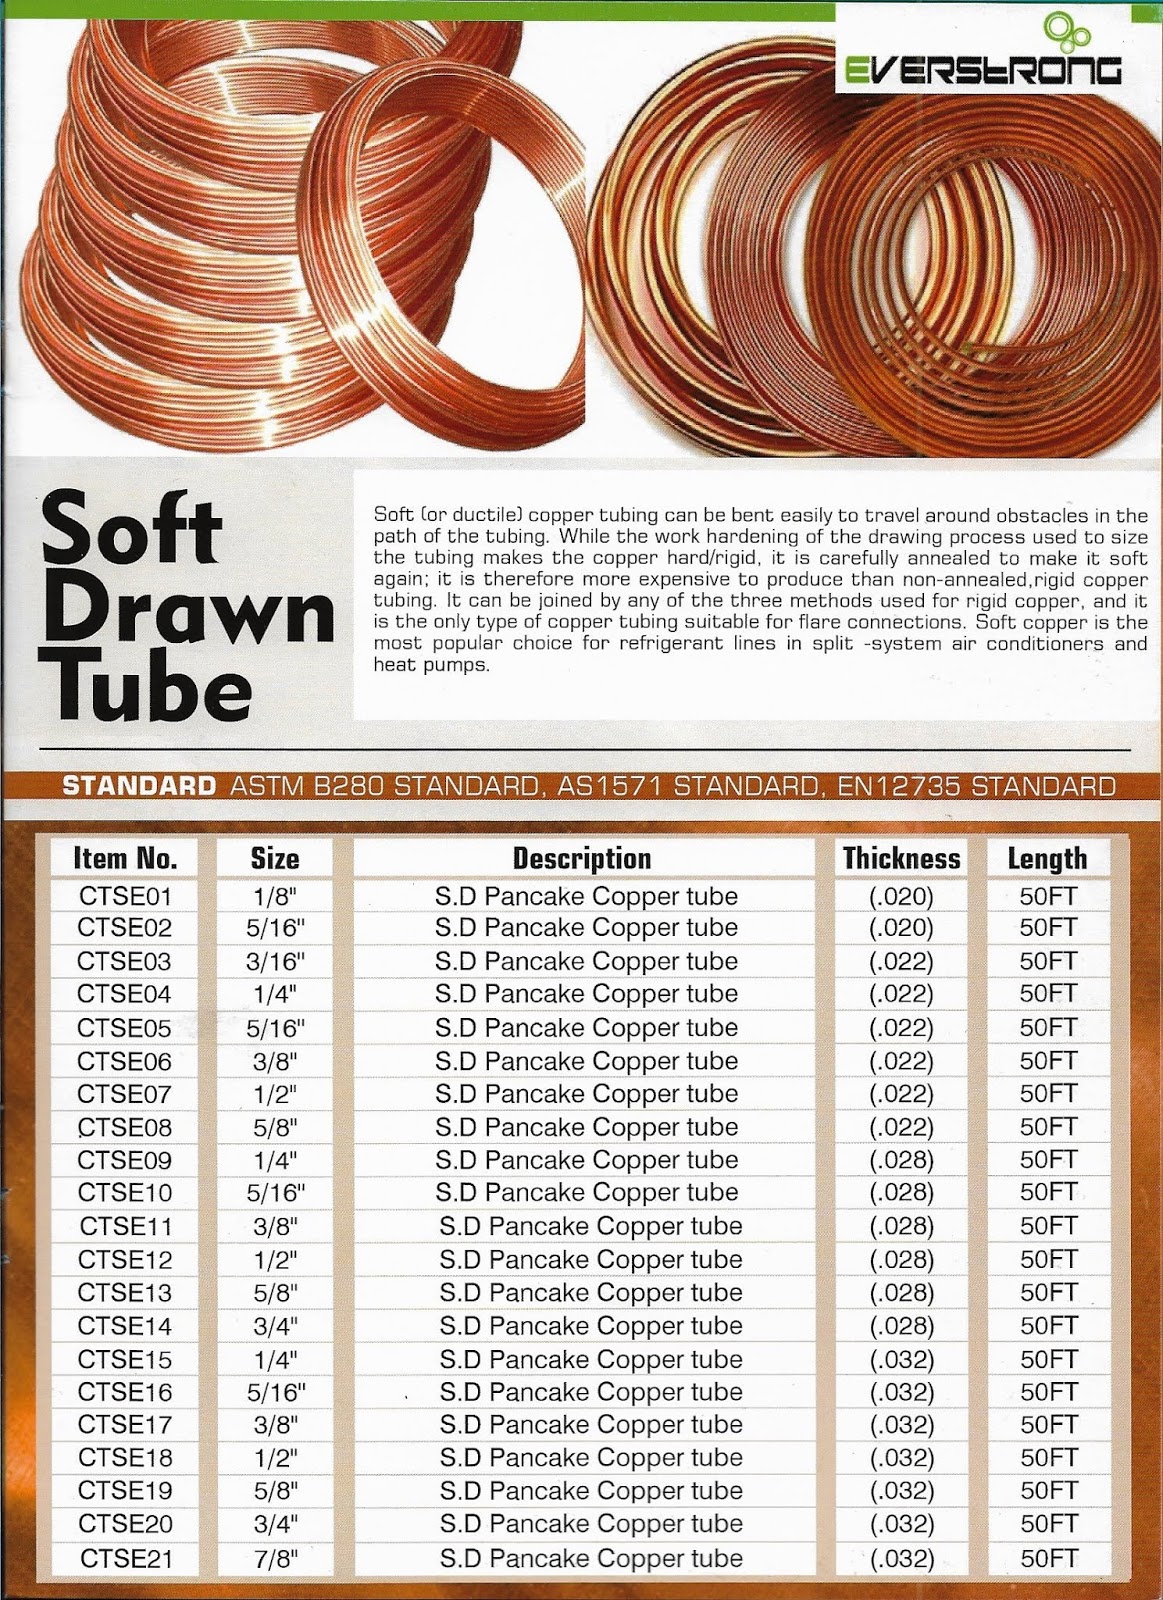 EVERSTRONG
Soft
Drawn
Tube
Soft (or ductile) copper tubing can be bent easily to travel around obstacles in the
path of the tubing. While the work hardening of the drawing process used to size
the tubing makes the copper hard/rigid, it is carefully annealed to make it soft
again; it is therefore more expensive to produce than non-annealed,rigid copper
tubing. It can be joined by any of the three methods used for rigid copper, and it
is the only type of copper tubing suitable for flare connections. Soft copper is the
most popular choice for refrigerant lines in split -system air conditioners and
heat pumps.
STANDARD ASTM B280 STANDARD, AS1571 STANDARD, EN12735 STANDARD
Item No. Size Description Thickness Length
CTSE01 1/8" S.D Pancake Copper tube (.020) 50FT
CTSE02 5/16" S.D Pancake Copper tube (.020) 50FT
CTSE03 3/16" S.D Pancake Copper tube (.022) 50FT
CTSE04 1/4" S.D Pancake Copper tube (.022) 50FT
CTSE05 5/16" S.D Pancake Copper tube (.022) 50FT
CTSE06 3/8" S.D Pancake Copper tube (.022) 50FT
CTSE07 1/2" S.D Pancake Copper tube (.022) 50FT
CTSE08 5/8" S.D Pancake Copper tube (.022) 50FT
CTSE09 1/4" S.D Pancake Copper tube (.028) 50FT
CTSE10 5/16" S.D Pancake Copper tube (.028) 50FT
CTSE11 3/8" S.D Pancake Copper tube (.028) 50FT
CTSE12 1/2" S.D Pancake Copper tube (.028) 50FT
CTSE13 5/8" S.D Pancake Copper tube (.028) 50FT
CTSE14 3/4" S.D Pancake Copper tube (.028) 50FT
CTSE15 1/4" S.D Pancake Copper tube (.032) 50FT
CTSE16 5/16" S.D Pancake Copper tube (.032) 50FT
CTSE17 3/8" S.D Pancake Copper tube (.032) 50FT
CTSE18 1/2" S.D Pancake Copper tube (.032) 50FT
CTSE19 5/8" S.D Pancake Copper tube (.032) 50FT
CTSE20 3/4" S.D Pancake Copper tube (.032) 50FT
CTSE21 7/8" S.D Pancake Copper tube (.032) 50FT